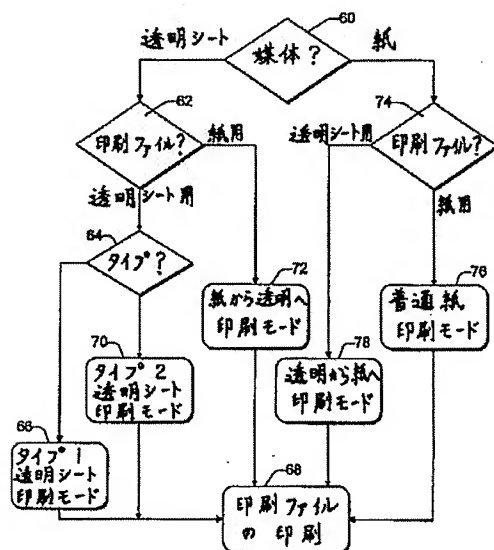 60
透明シート
媒体?
紙
62
印刷ファイル?
紙用
透明シート用
74
印刷ファイル?
透明シート用
紙用
64
タイプ?
72
紙から透明へ
印刷モード
76
普通紙
印刷モード
70
タイプ2
透明シート
印刷モード
78
透明から紙へ
印刷モード
66
タイプ1
透明シート
印刷モード
68
印刷ファイル
の印刷